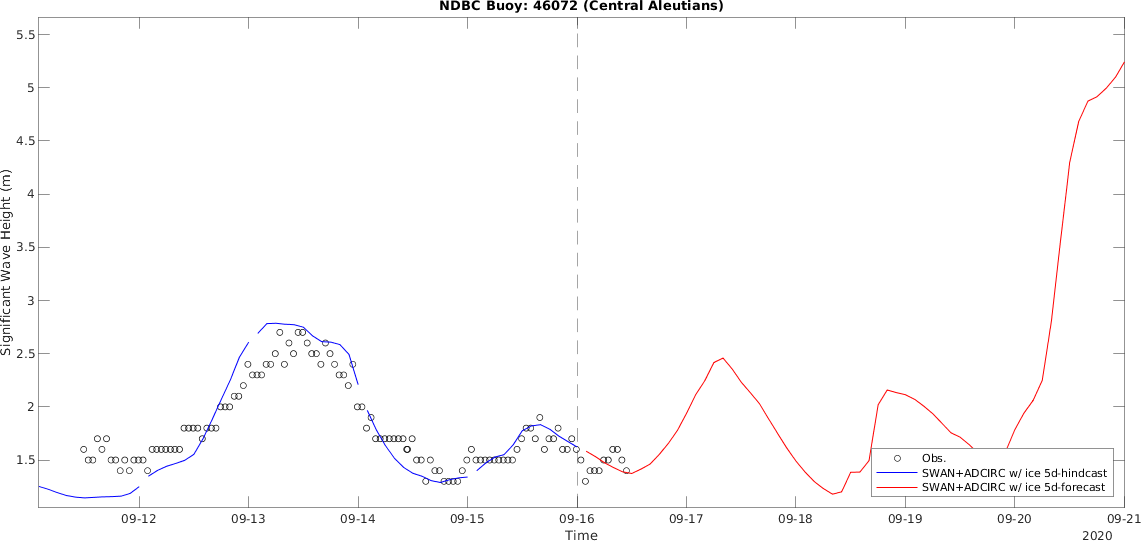 NDBC Buoy: 46072 (Central Aleutians)
5.5
5
4.5
4
3.5
3
2.5
2
1.5
Significant Wave Height (m)
Obs.
SWAN+ADCIRC w/ ice 5d-hindcast
SWAN+ADCIRC w/ ice 5d-forecast
09-12 09-13 09-14 09-15 09-16 09-17 09-18 09-19 09-20 09-21
Time
2020